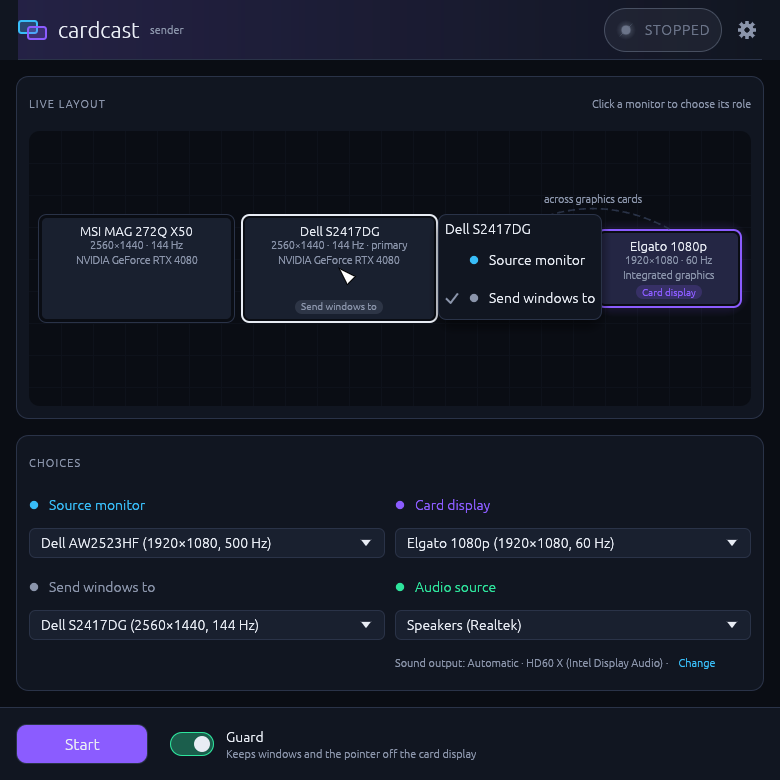 cardcast sender
STOPPED
LIVE LAYOUT
Click a monitor to choose its role
across graphics cards
MSI MAG 272Q X50
2560×1440 · 144 Hz
NVIDIA GeForce RTX 4080
Dell S2417DG
2560×1440 · 144 Hz · primary
NVIDIA GeForce RTX 4080
Send windows to
Dell S2417DG
Source monitor
Send windows to
Elgato 1080p
1920×1080 · 60 Hz
Integrated graphics
Card display
CHOICES
Source monitor
Dell AW2523HF (1920×1080, 500 Hz)
Card display
Elgato 1080p (1920×1080, 60 Hz)
Send windows to
Dell S2417DG (2560×1440, 144 Hz)
Audio source
Speakers (Realtek)
Sound output: Automatic · HD60 X (Intel Display Audio) · Change
Start
Guard
Keeps windows and the pointer off the card display